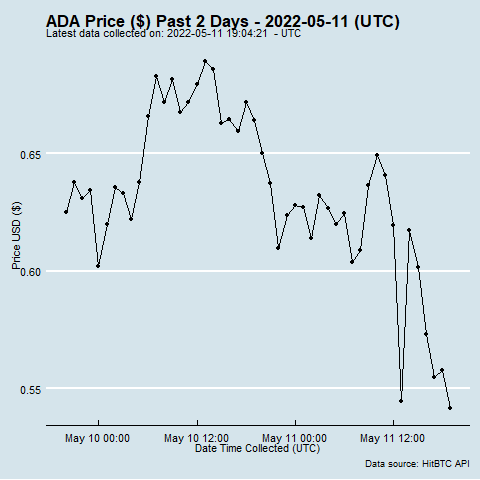 ADA Price ($) Past 2 Days - 2022-05-11 (UTC)
Latest data collected on: 2022-05-11 19:04:21 - UTC
Price USD ($)
0.65
0.60
0.55
May 10 00:00 May 10 12:00 May 11 00:00 May 11 12:00
Date Time Collected (UTC)
Data source: HitBTC API